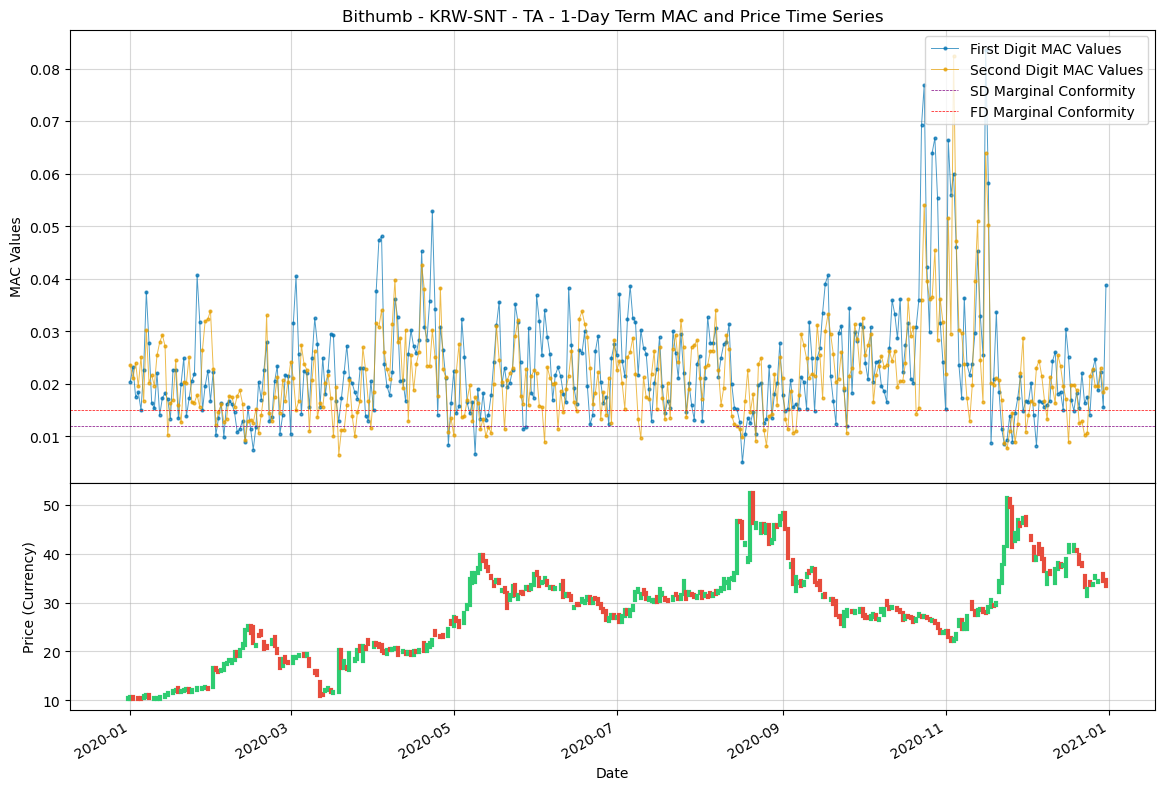 Bithumb - KRW-SNT - TA - 1-Day Term MAC and Price Time Series
First Digit MAC Values
Second Digit MAC Values
SD Marginal Conformity
FD Marginal Conformity
MAC Values
0.08
0.07
0.06
0.05
0.04
0.03
0.02
0.01
Price (Currency)
50
40
30
20
10
2020-01
2020-03
2020-05
2020-07
2020-09
2020-11
2021-01
Date